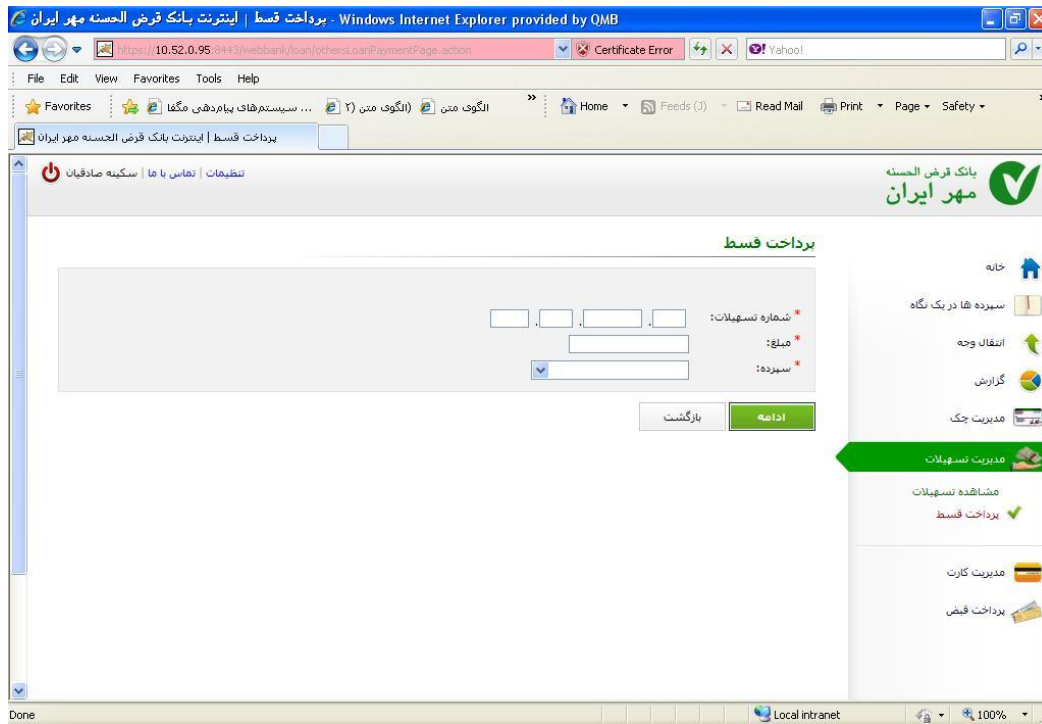 پرداخت قسط | اینترنت بانک قرض الحسنه مهر ایران - Windows Internet Explorer provided by QMB
https://10.52.0.95:8443/webbank/loan/othersLoanPaymentPage.action
Certificate Error
Yahoo!
File Edit View Favorites Tools Help
Favorites
سیستم‌های پیام‌دهی مگفا ...
الگوی متن (۲
الگوی متن)
»
Home
Feeds (J)
Read Mail
Print
Page
Safety
پرداخت قسط | اینترنت بانک قرض الحسنه مهر ایران
بانک قرض الحسنه
مهر ایران
تنظیمات | تماس با ما | سکینه صادقیان
پرداخت قسط
* شماره تسهیلات: . . .
* مبلغ:
* سپرده:
ادامه
بازگشت
خانه
سپرده ها در یک نگاه
انتقال وجه
گزارش
مدیریت چک
مدیریت تسهیلات
مشاهده تسهیلات
پرداخت قسط
مدیریت کارت
پرداخت قبض
Done
Local intranet
100%